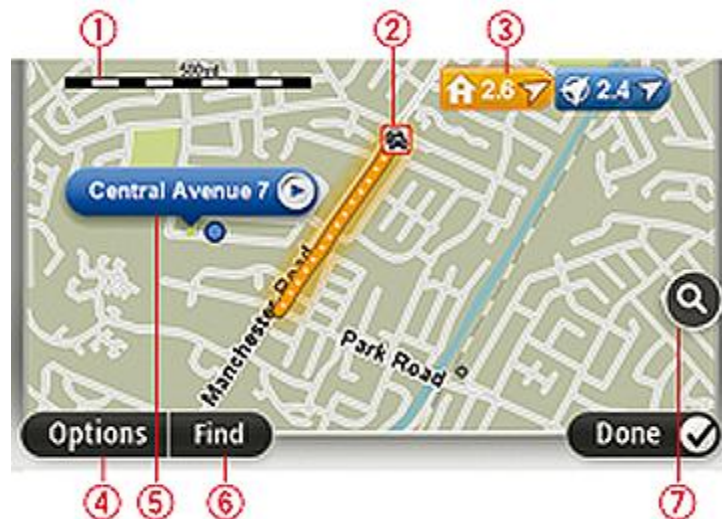 1 2 3
500yd
2.6 2.4
Central Avenue 7
Manchester Road
Park Road
Options Find Done
4 5 6 7